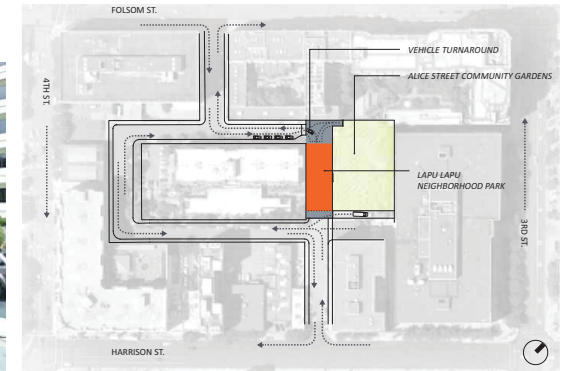 FOLSOM ST.
VEHICLE TURNAROUND
ALICE STREET COMMUNITY GARDENS
4TH ST.
LAPU LAPU
NEIGHBORHOOD PARK
3RD ST.
HARRISON ST.